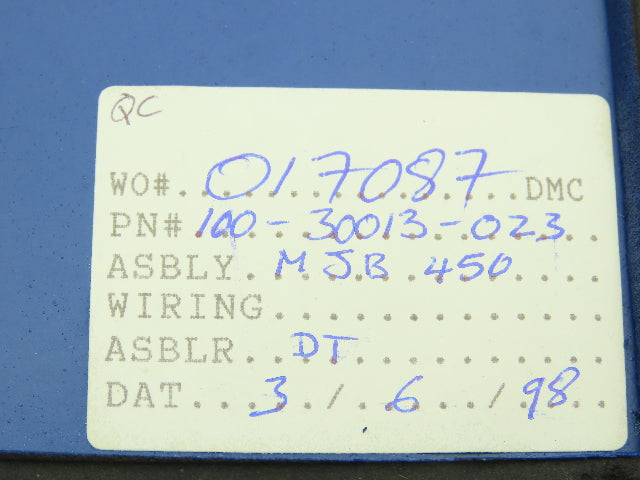 QC
WO#..017087..DMC
PN#.100-30013-023..
ASBLY. MJB 450....
WIRING..............
ASBLR.. DT..........
DAT...3../..6../.98..